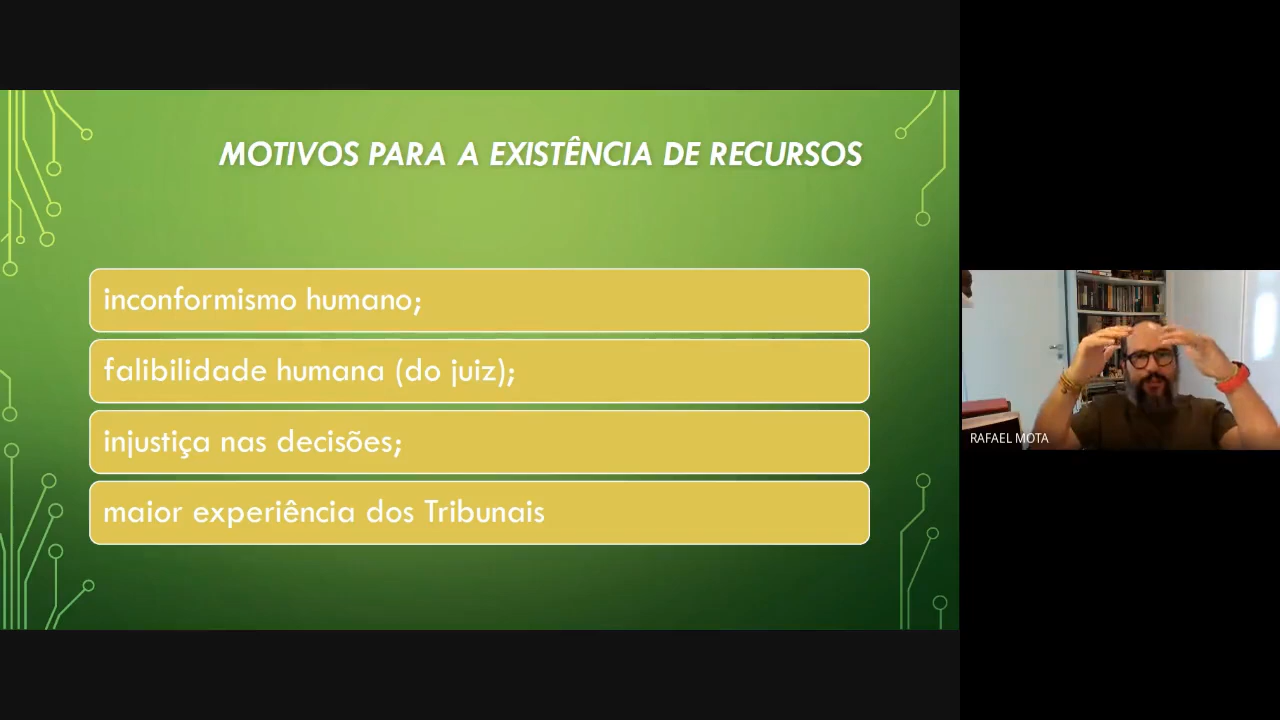 MOTIVOS PARA A EXISTÊNCIA DE RECURSOS
inconformismo humano;
falibilidade humana (do juiz);
injustiça nas decisões;
maior experiência dos Tribunais
RAFAEL MOTA